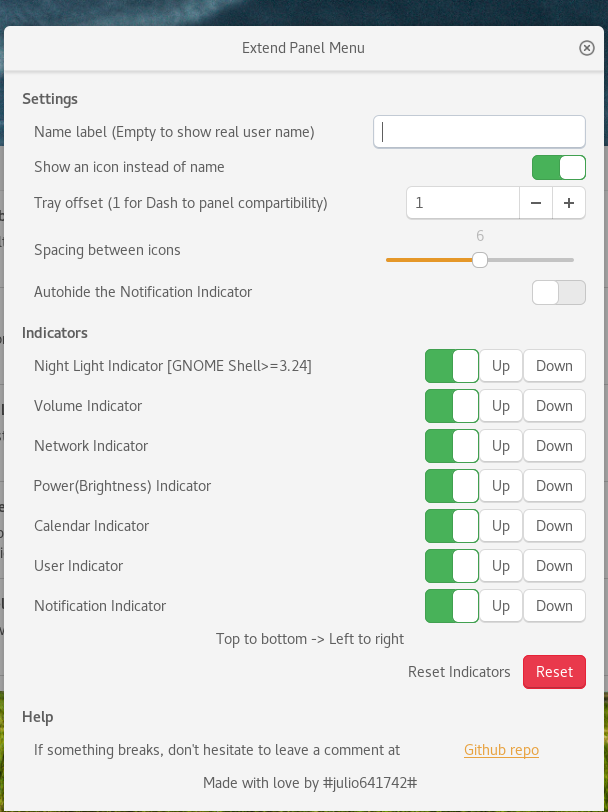 Extend Panel Menu
Settings
Name label (Empty to show real user name)
Show an icon instead of name
Tray offset (1 for Dash to panel compartibility) 1 − +
6
Spacing between icons
Autohide the Notification Indicator
Indicators
Night Light Indicator [GNOME Shell>=3.24] Up Down
Volume Indicator Up Down
Network Indicator Up Down
Power(Brightness) Indicator Up Down
Calendar Indicator Up Down
User Indicator Up Down
Notification Indicator Up Down
Top to bottom -> Left to right
Reset Indicators Reset
Help
If something breaks, don't hesitate to leave a comment at Github repo
Made with love by #julio641742#